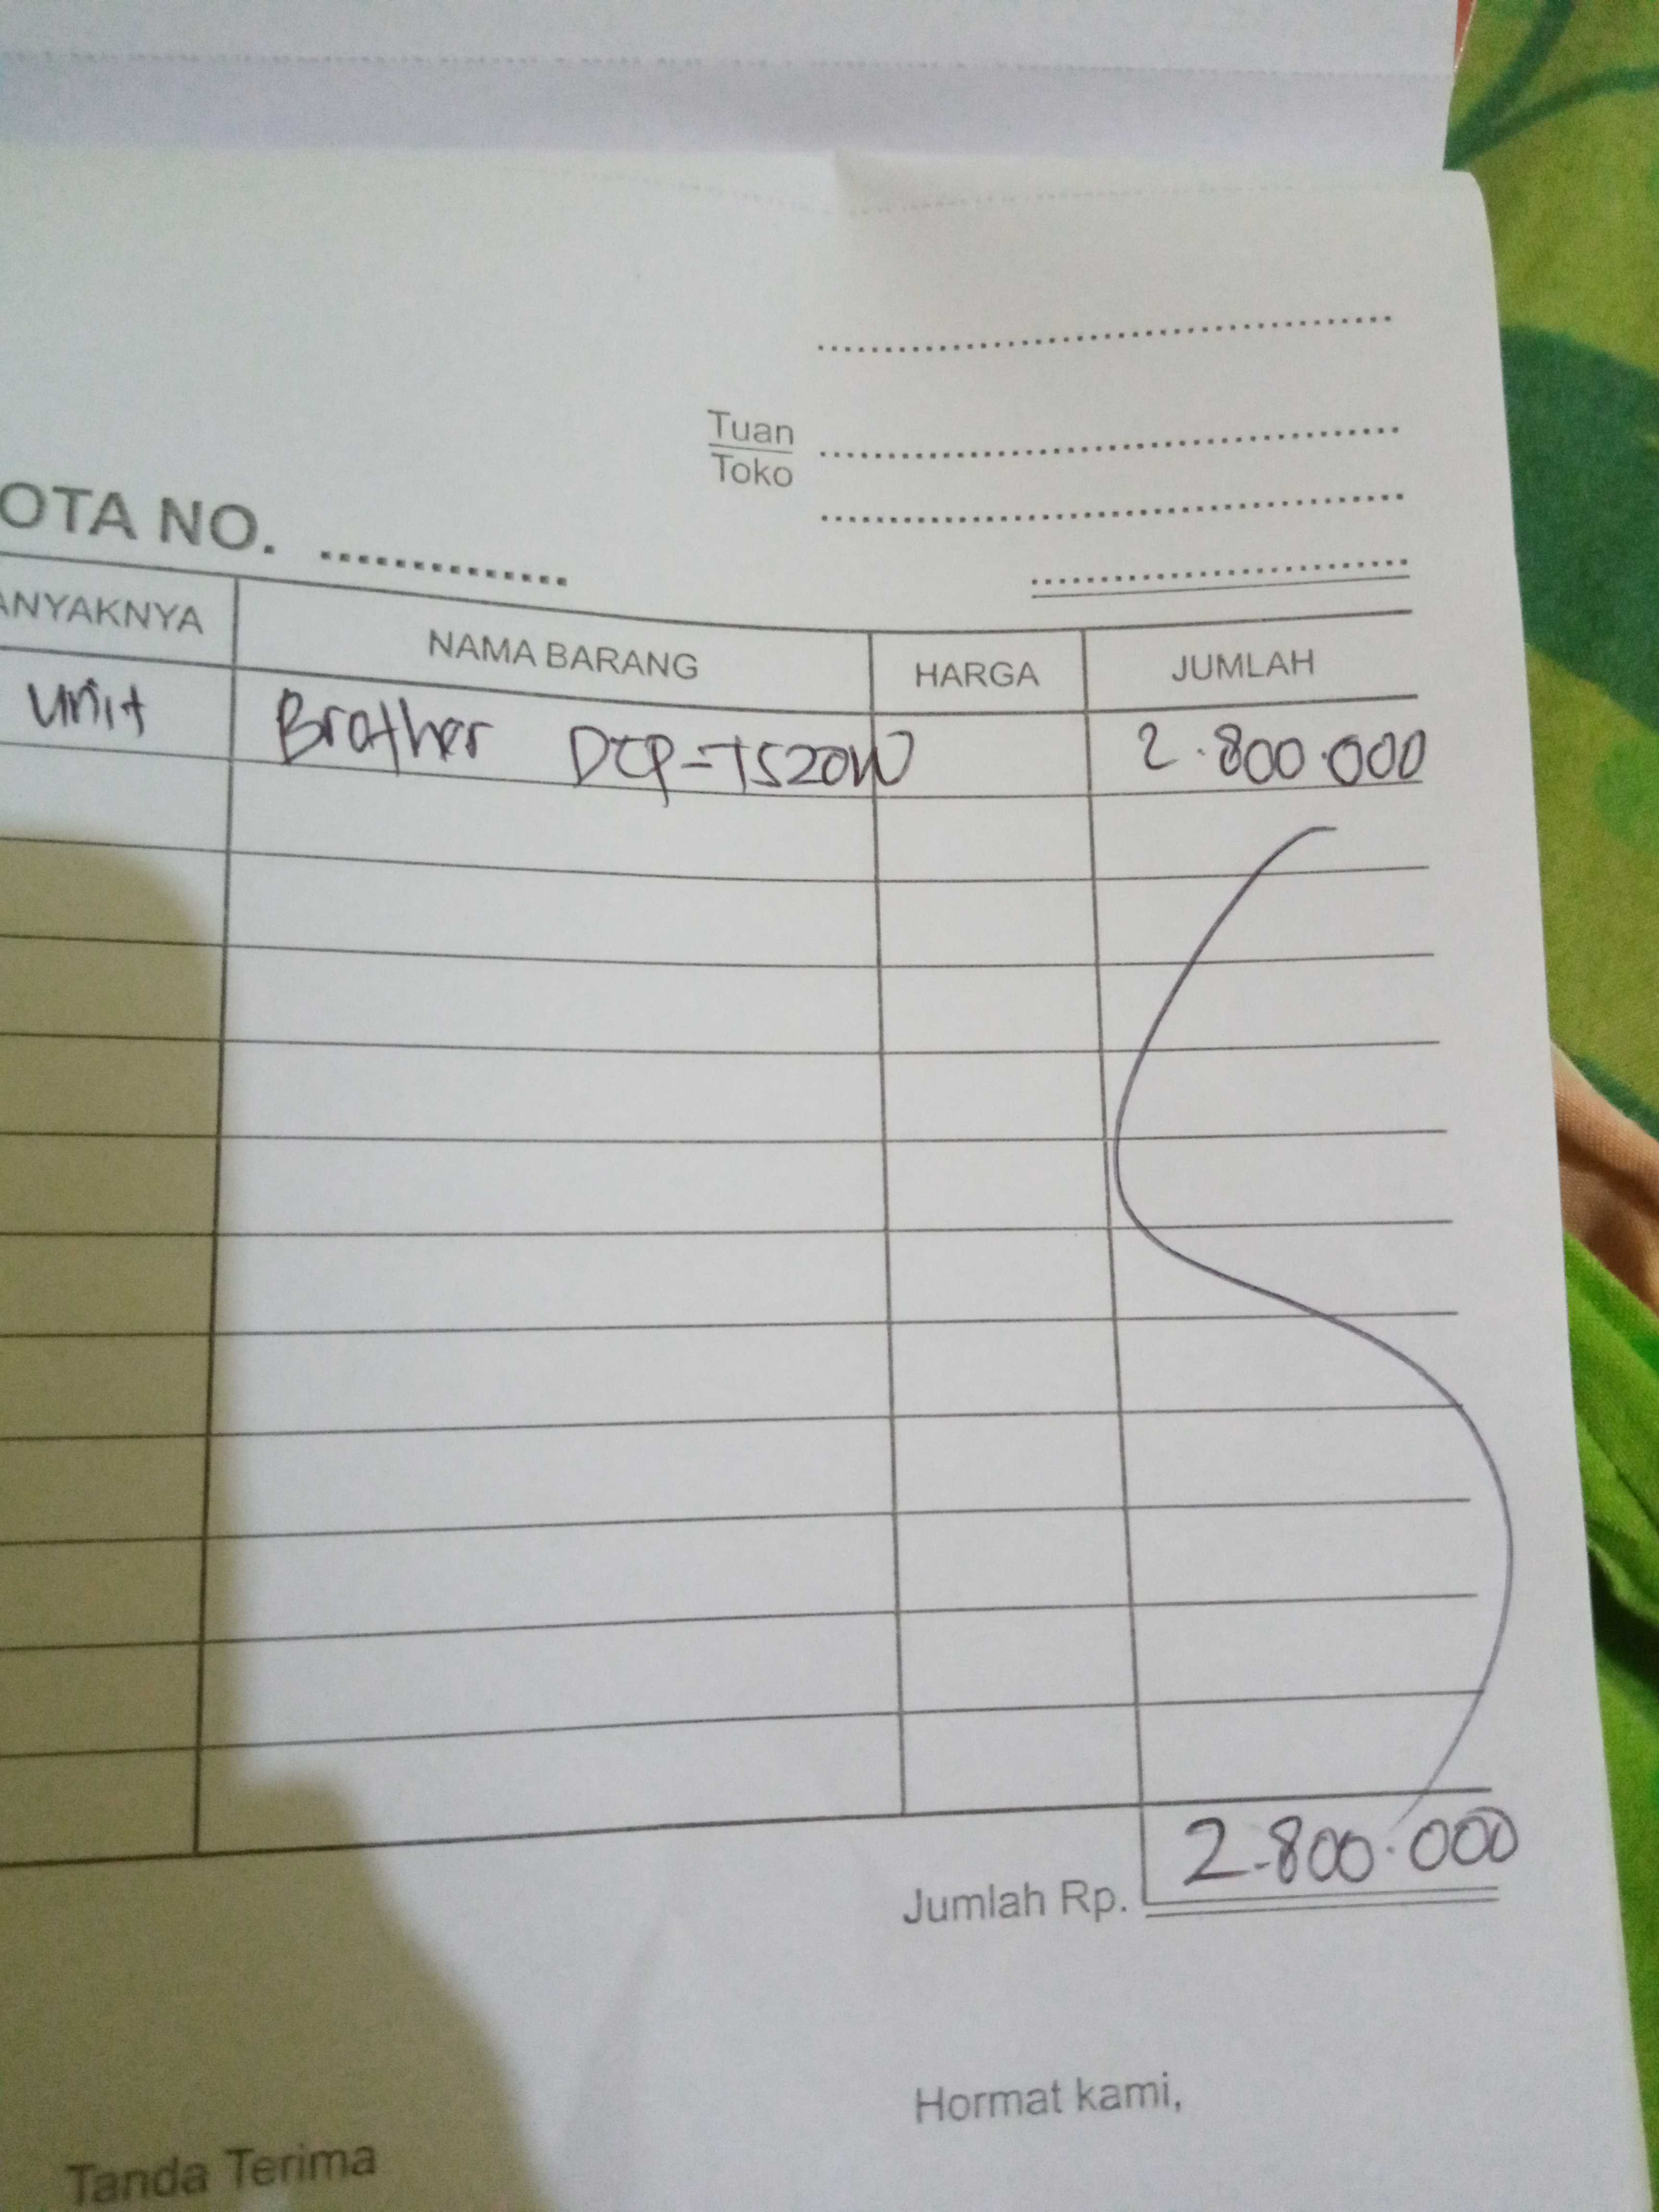 Tuan
Toko
OTA NO. ..............
ANYAKNYA NAMA BARANG HARGA JUMLAH
Unit Brother DCP-T520W 2.800.000
Jumlah Rp. 2.800.000
Hormat kami,
Tanda Terima